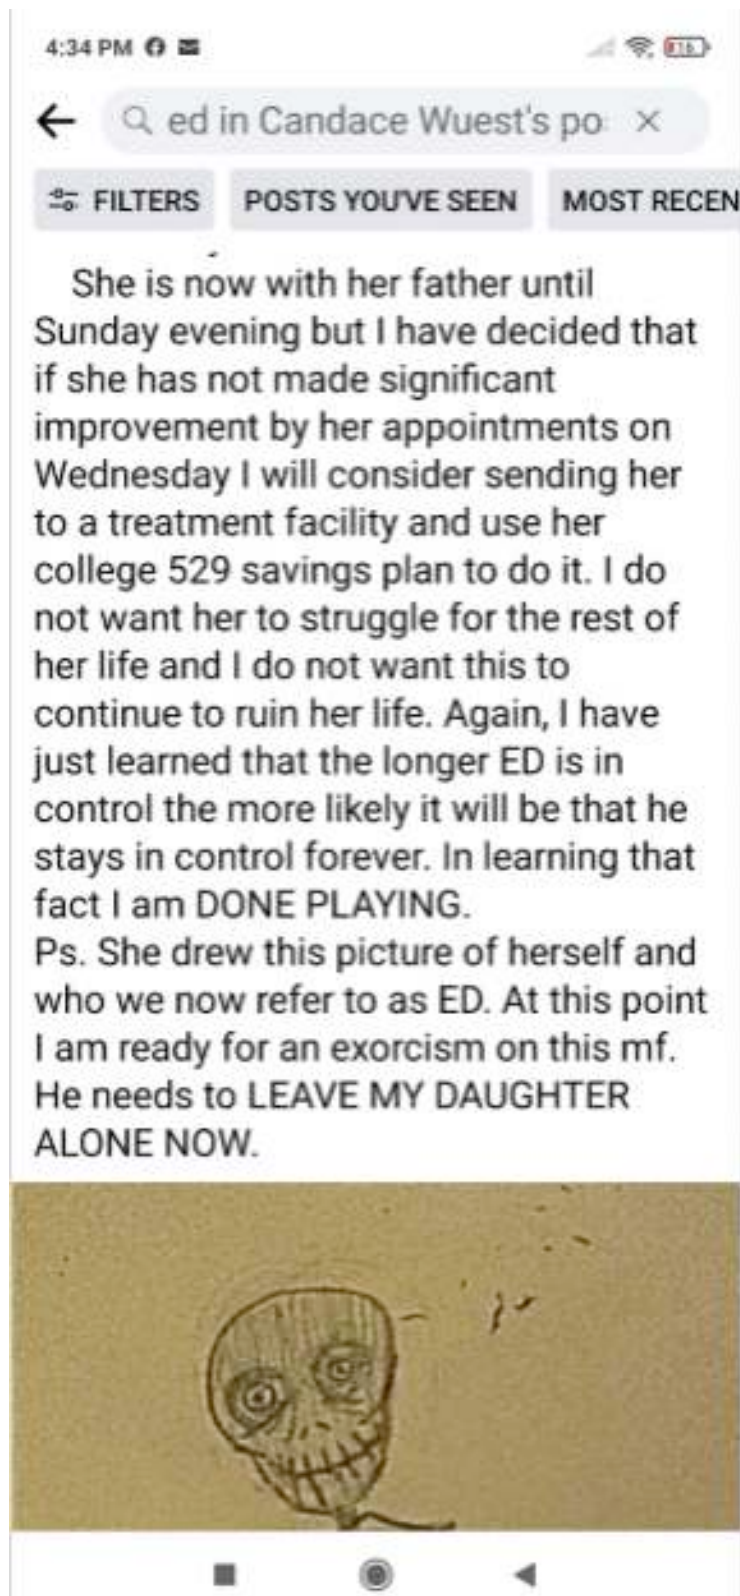 4:34 PM
16
ed in Candace Wuest's po
FILTERS
POSTS YOU'VE SEEN
MOST RECEN
She is now with her father until
Sunday evening but I have decided that
if she has not made significant
improvement by her appointments on
Wednesday I will consider sending her
to a treatment facility and use her
college 529 savings plan to do it. I do
not want her to struggle for the rest of
her life and I do not want this to
continue to ruin her life. Again, I have
just learned that the longer ED is in
control the more likely it will be that he
stays in control forever. In learning that
fact I am DONE PLAYING.
Ps. She drew this picture of herself and
who we now refer to as ED. At this point
I am ready for an exorcism on this mf.
He needs to LEAVE MY DAUGHTER
ALONE NOW.